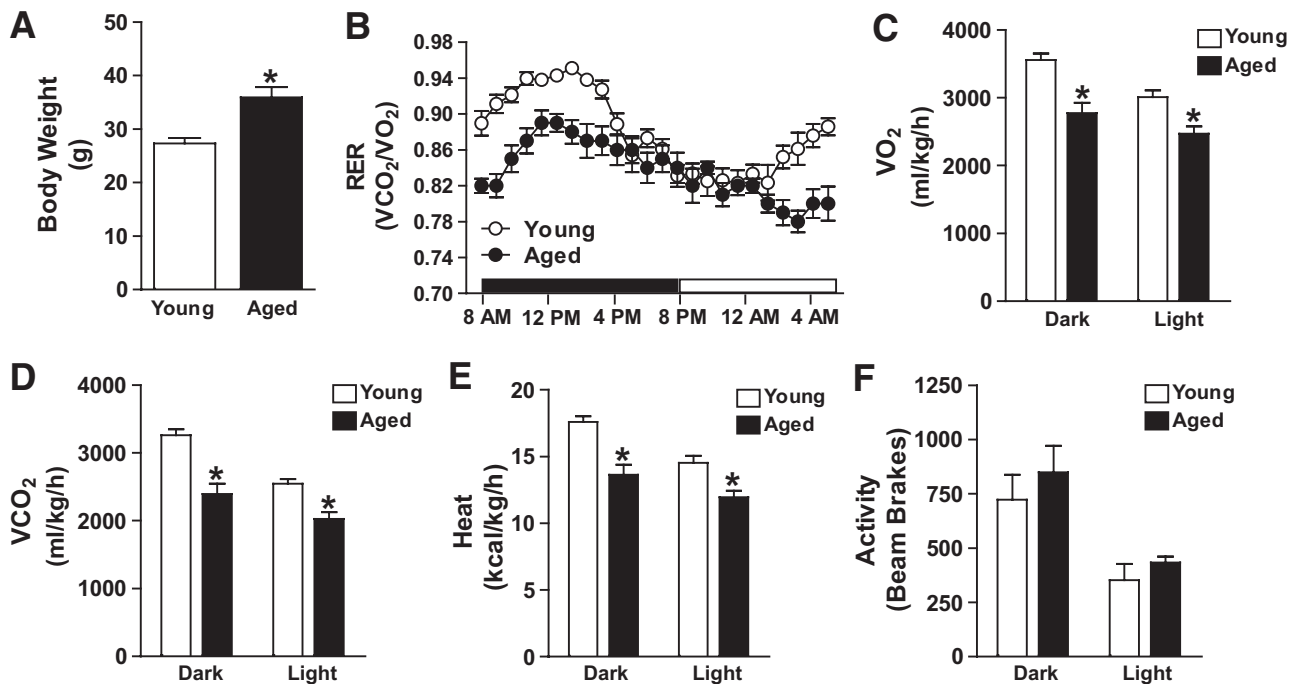 A
Body Weight
(g)
50
40
30
20
10
0
*
Young
Aged
B
RER
(VCO2/VO2)
0.98
0.94
0.90
0.86
0.82
0.78
0.74
0.70
Young
Aged
8 AM
12 PM
4 PM
8 PM
12 AM
4 AM
C
VO2
(ml/kg/h)
4000
3000
2000
1000
0
Young
Aged
*
*
Dark
Light
D
VCO2
(ml/kg/h)
4000
3000
2000
1000
0
Young
Aged
*
*
Dark
Light
E
Heat
(kcal/kg/h)
20
15
10
5
0
Young
Aged
*
*
Dark
Light
F
Activity
(Beam Brakes)
1250
1000
750
500
250
0
Young
Aged
Dark
Light